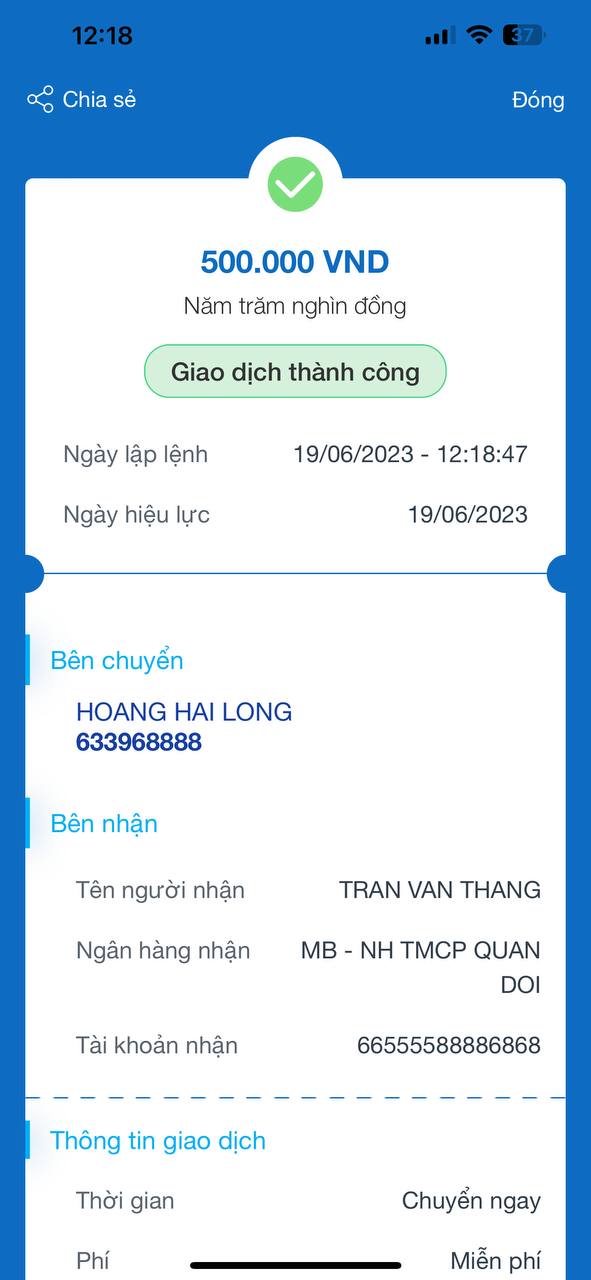 12:18
37
Chia sẻ
Đóng
500.000 VND
Năm trăm nghìn đồng
Giao dịch thành công
Ngày lập lệnh 19/06/2023 - 12:18:47
Ngày hiệu lực 19/06/2023
Bên chuyển
HOANG HAI LONG
633968888
Bên nhận
Tên người nhận TRAN VAN THANG
Ngân hàng nhận MB - NH TMCP QUAN
DOI
Tài khoản nhận 66555588886868
Thông tin giao dịch
Thời gian Chuyển ngay
Phí Miễn phí